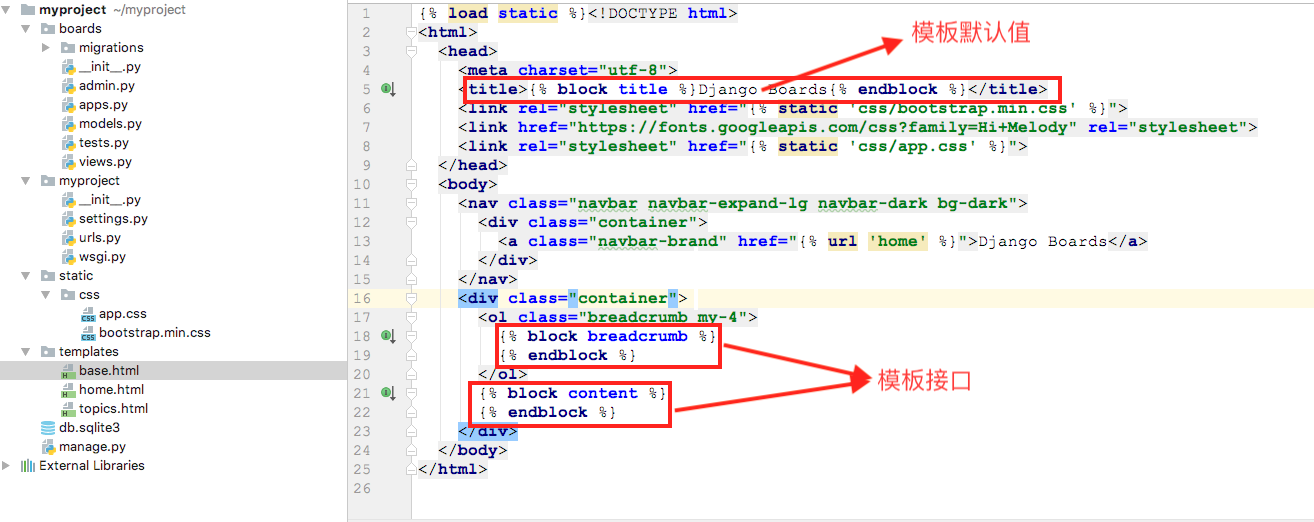 myproject ~/myproject
boards
migrations
__init__.py
admin.py
apps.py
models.py
tests.py
views.py
myproject
__init__.py
settings.py
urls.py
wsgi.py
static
css
app.css
bootstrap.min.css
templates
base.html
home.html
topics.html
db.sqlite3
manage.py
External Libraries
1 {% load static %}<!DOCTYPE html>
2 <html>
3 <head>
4 <meta charset="utf-8">
5 <title>{% block title %}Django Boards{% endblock %}</title>
6 <link rel="stylesheet" href="{% static 'css/bootstrap.min.css' %}">
7 <link href="https://fonts.googleapis.com/css?family=Hi+Melody" rel="stylesheet">
8 <link rel="stylesheet" href="{% static 'css/app.css' %}">
9 </head>
10 <body>
11 <nav class="navbar navbar-expand-lg navbar-dark bg-dark">
12 <div class="container">
13 <a class="navbar-brand" href="{% url 'home' %}">Django Boards</a>
14 </div>
15 </nav>
16 <div class="container">
17 <ol class="breadcrumb my-4">
18 {% block breadcrumb %}
19 {% endblock %}
20 </ol>
21 {% block content %}
22 {% endblock %}
23 </div>
24 </body>
25 </html>
26
模板默认值
模板接口